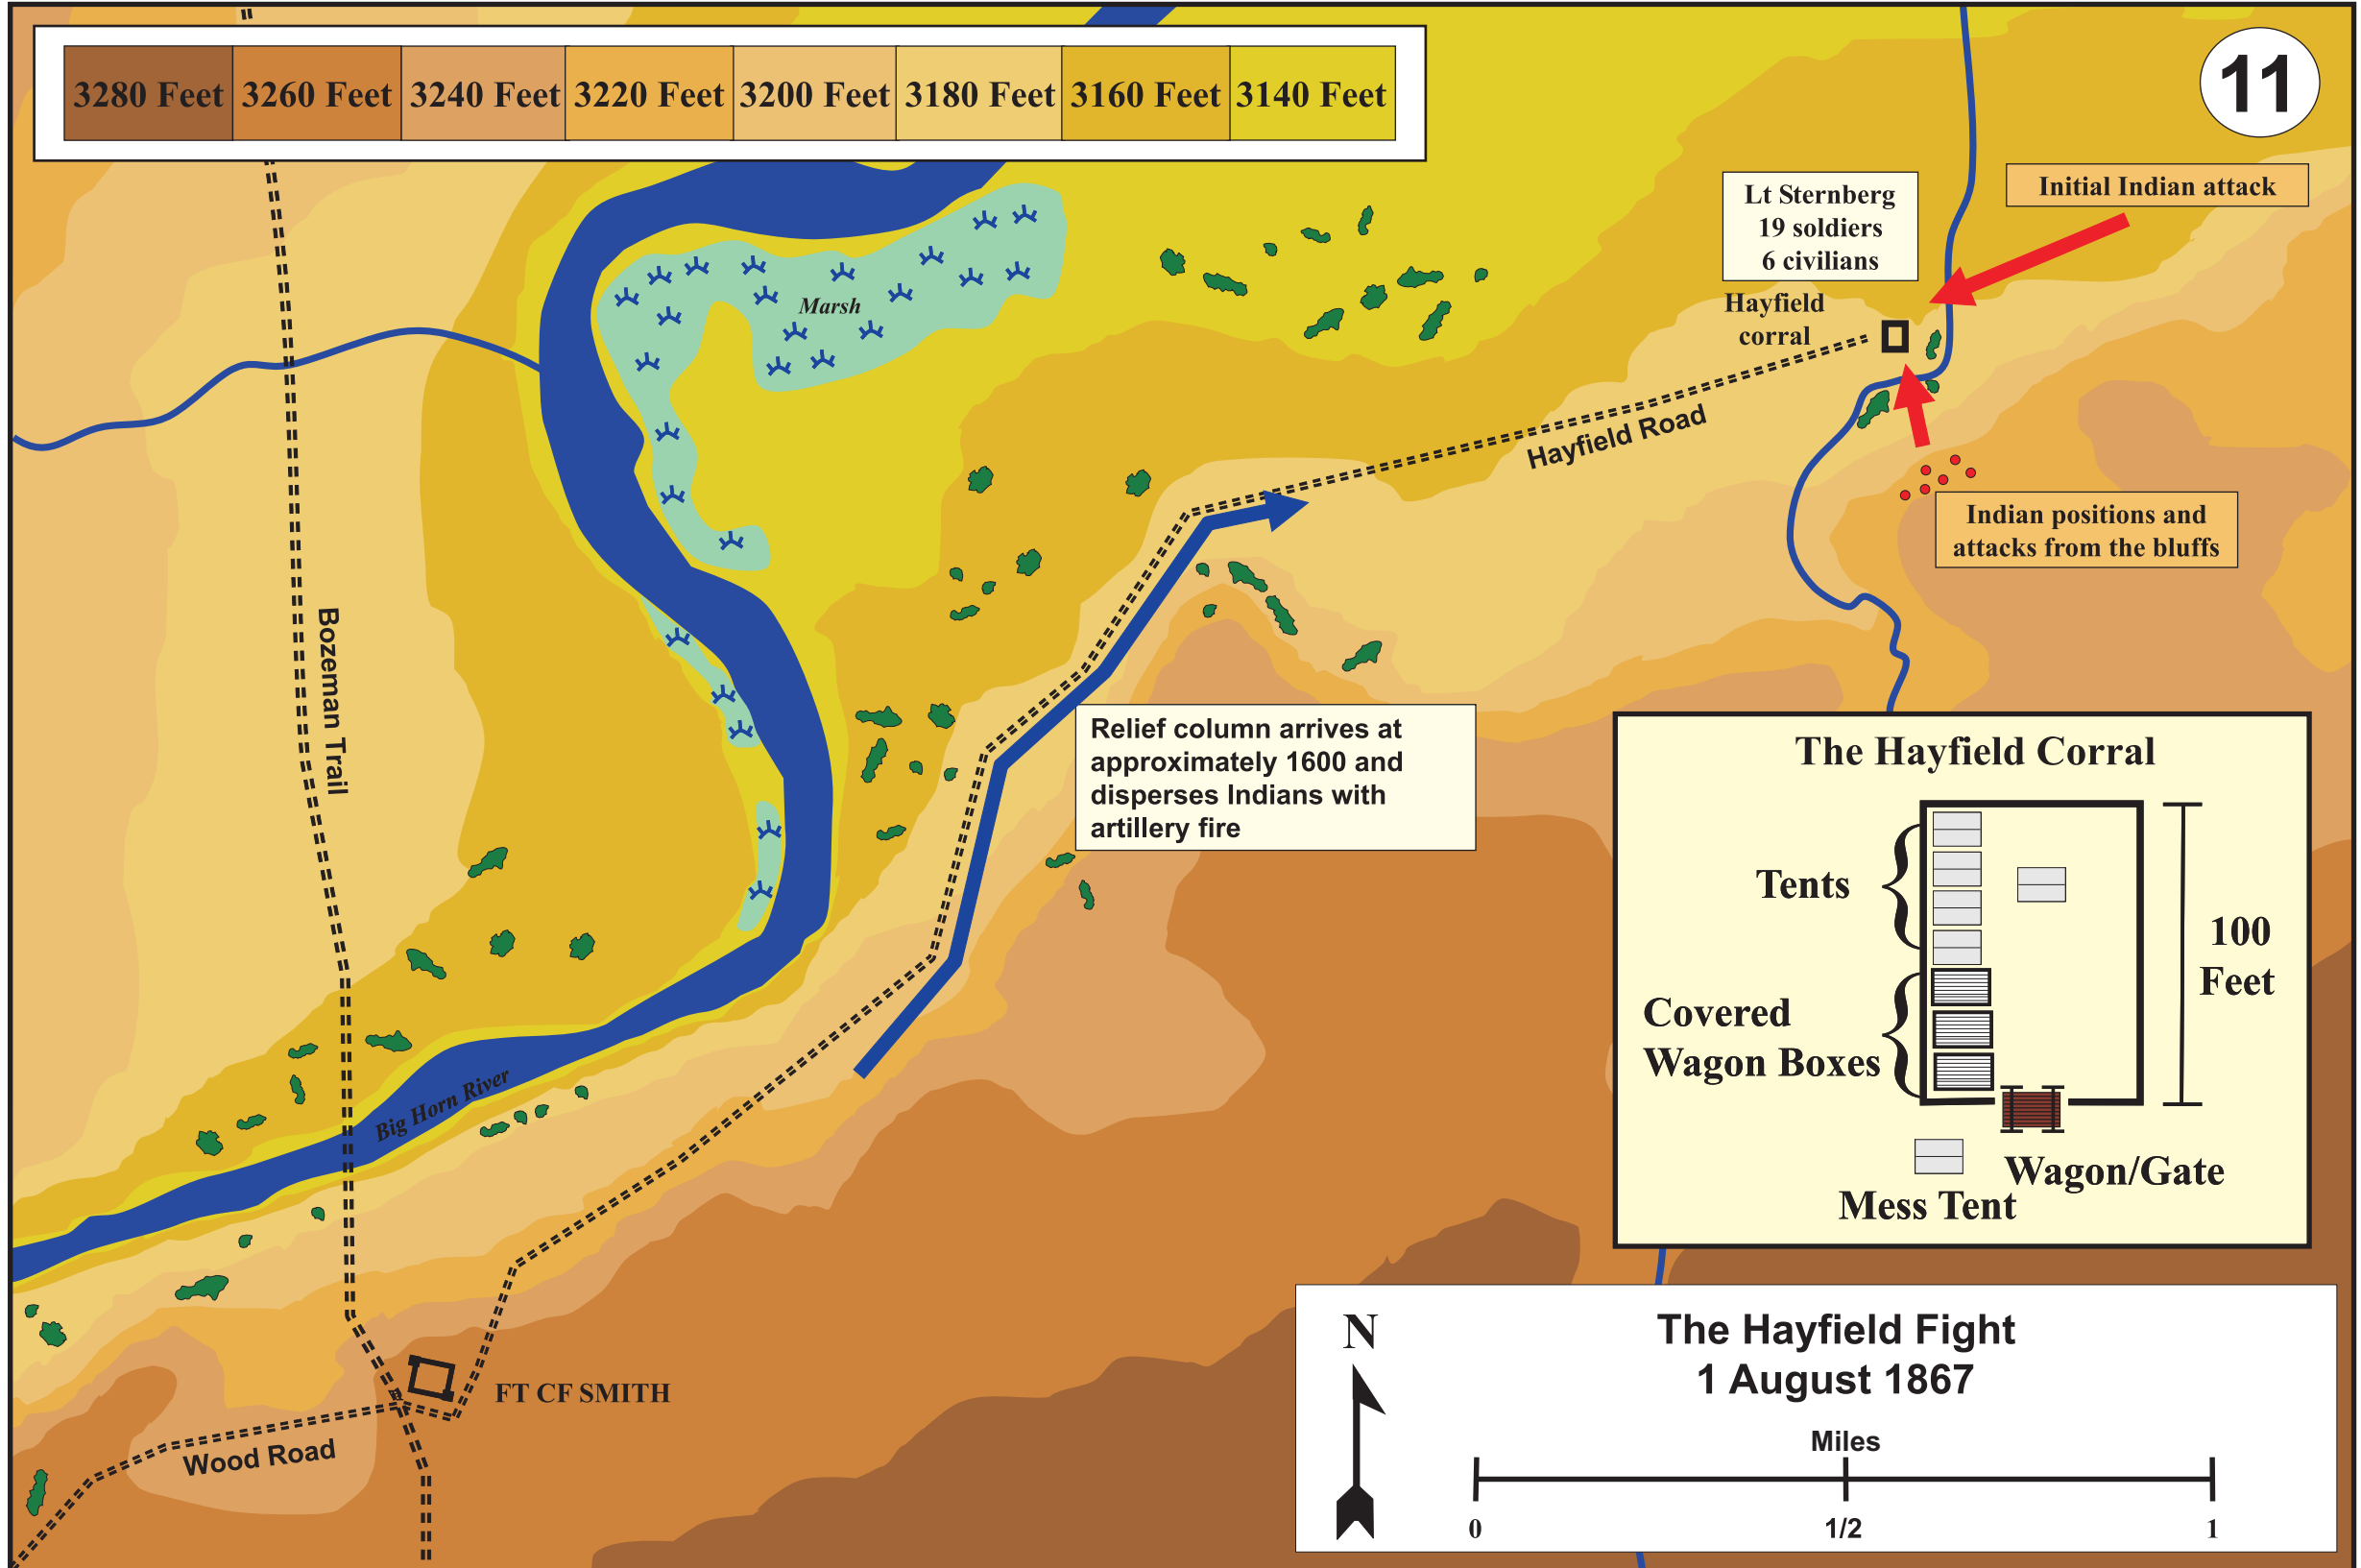 3280 Feet 3260 Feet 3240 Feet 3220 Feet 3200 Feet 3180 Feet 3160 Feet 3140 Feet
11
Initial Indian attack
Lt Sternberg
19 soldiers
6 civilians
Hayfield
corral
Marsh
Hayfield Road
Indian positions and
attacks from the bluffs
Bozeman Trail
Relief column arrives at
approximately 1600 and
disperses Indians with
artillery fire
Big Horn River
FT CF SMITH
Wood Road
The Hayfield Corral
Tents
100
Feet
Covered
Wagon Boxes
Wagon/Gate
Mess Tent
N
The Hayfield Fight
1 August 1867
Miles
0 1/2 1